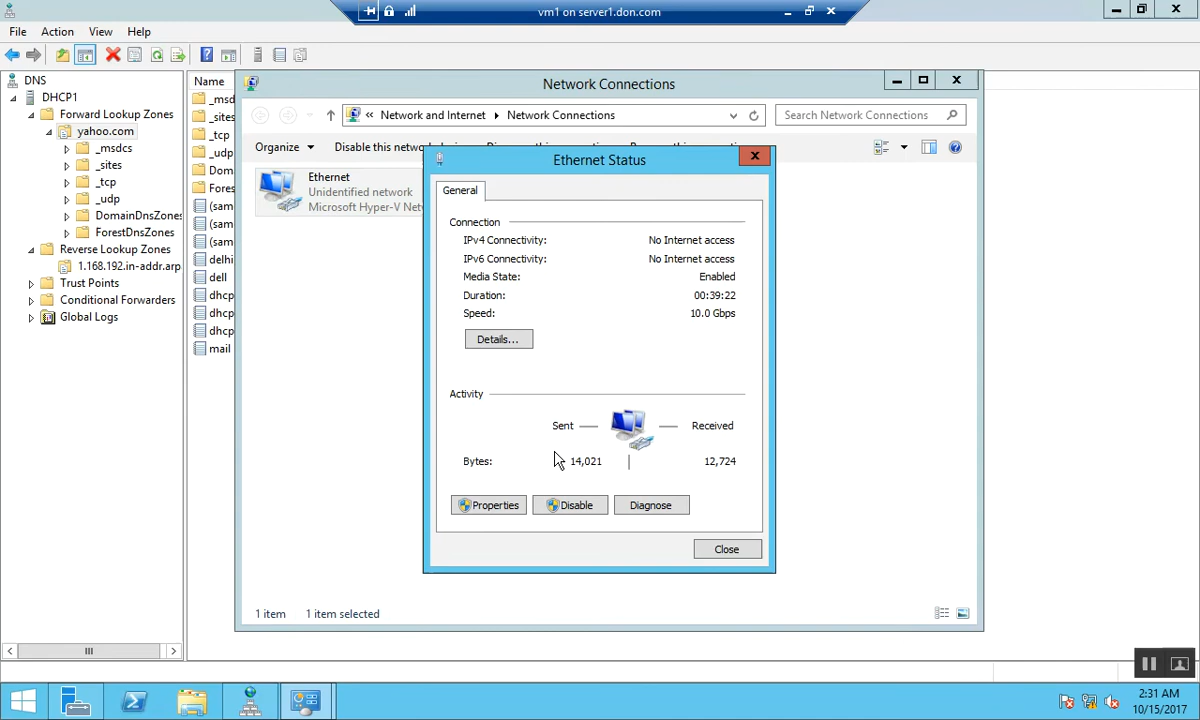 vm1 on server1.don.com
File Action View Help
DNS
DHCP1
Forward Lookup Zones
yahoo.com
_msdcs
_sites
_tcp
_udp
DomainDnsZones
ForestDnsZones
Reverse Lookup Zones
1.168.192.in-addr.arp
Trust Points
Conditional Forwarders
Global Logs
Name
_msd
_sites
_tcp
_udp
Dom
Fores
(sam
(sam
(sam
delhi
dell
dhcp
dhcp
dhcp
mail
Network Connections
« Network and Internet Network Connections
Search Network Connections
Organize Disable this netw
Ethernet
Unidentified network
Microsoft Hyper-V Net
Ethernet Status
General
Connection
IPv4 Connectivity: No Internet access
IPv6 Connectivity: No Internet access
Media State: Enabled
Duration: 00:39:22
Speed: 10.0 Gbps
Details...
Activity
Sent — — Received
Bytes: 14,021 | 12,724
Properties Disable Diagnose
Close
1 item 1 item selected
2:31 AM
10/15/2017